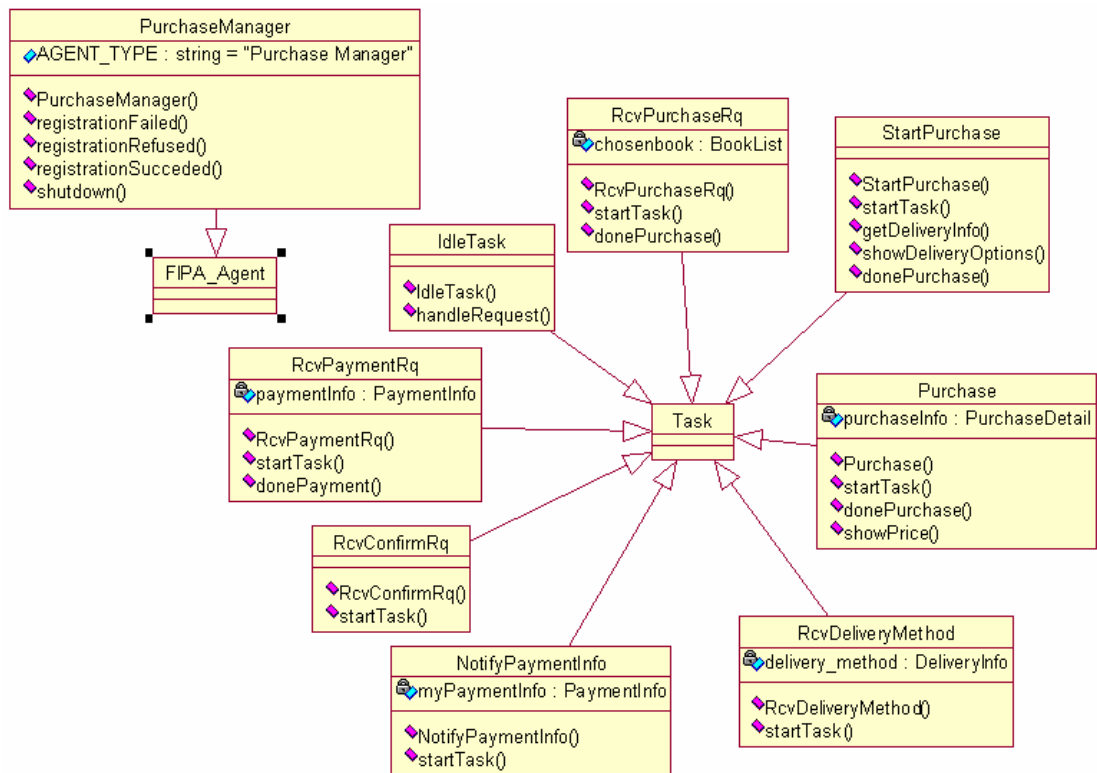 PurchaseManager
AGENT_TYPE : string = "Purchase Manager"
PurchaseManager()
registrationFailed()
registrationRefused()
registrationSucceded()
shutdown()
FIPA_Agent
RcvPurchaseRq
chosenbook : BookList
RcvPurchaseRq()
startTask()
donePurchase()
StartPurchase
StartPurchase()
startTask()
getDeliveryInfo()
showDeliveryOptions()
donePurchase()
IdleTask
IdleTask()
handleRequest()
RcvPaymentRq
paymentInfo : PaymentInfo
RcvPaymentRq()
startTask()
donePayment()
Task
Purchase
purchaseInfo : PurchaseDetail
Purchase()
startTask()
donePurchase()
showPrice()
RcvConfirmRq
RcvConfirmRq()
startTask()
NotifyPaymentInfo
myPaymentInfo : PaymentInfo
NotifyPaymentInfo()
startTask()
RcvDeliveryMethod
delivery_method : DeliveryInfo
RcvDeliveryMethod()
startTask()